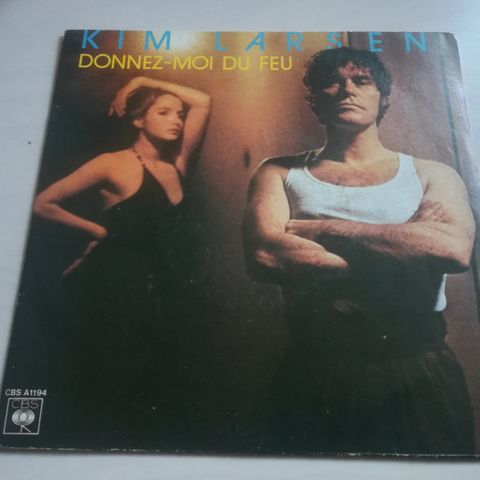 KIM LARSEN
DONNEZ-MOI DU FEU
CBS A1194
CBS